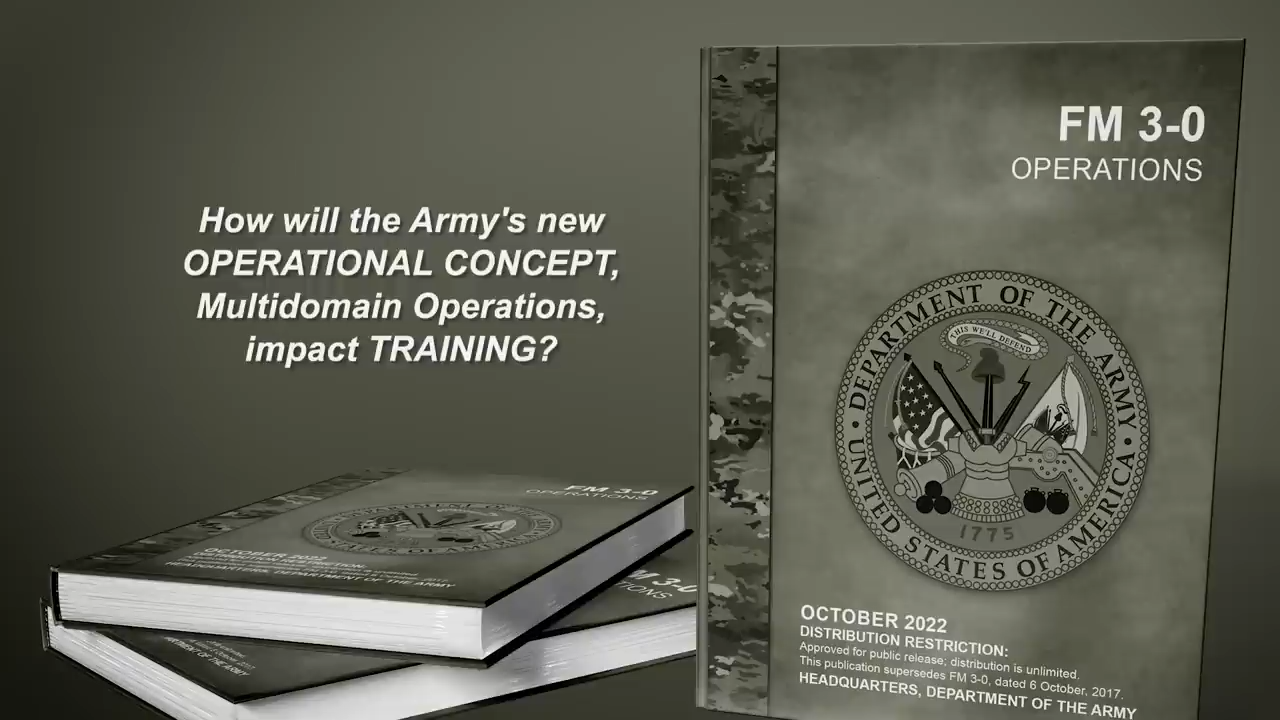 How will the Army's new
OPERATIONAL CONCEPT,
Multidomain Operations,
impact TRAINING?
FM 3-0
OPERATIONS
DEPARTMENT OF THE ARMY
THIS WE'LL DEFEND
1775
UNITED STATES OF AMERICA
OCTOBER 2022
DISTRIBUTION RESTRICTION:
Approved for public release; distribution is unlimited.
This publication supersedes FM 3-0, dated 6 October, 2017.
HEADQUARTERS, DEPARTMENT OF THE ARMY
FM 3-0
OPERATIONS
OCTOBER 2022
DISTRIBUTION RESTRICTION:
HEADQUARTERS, DEPARTMENT OF THE ARMY